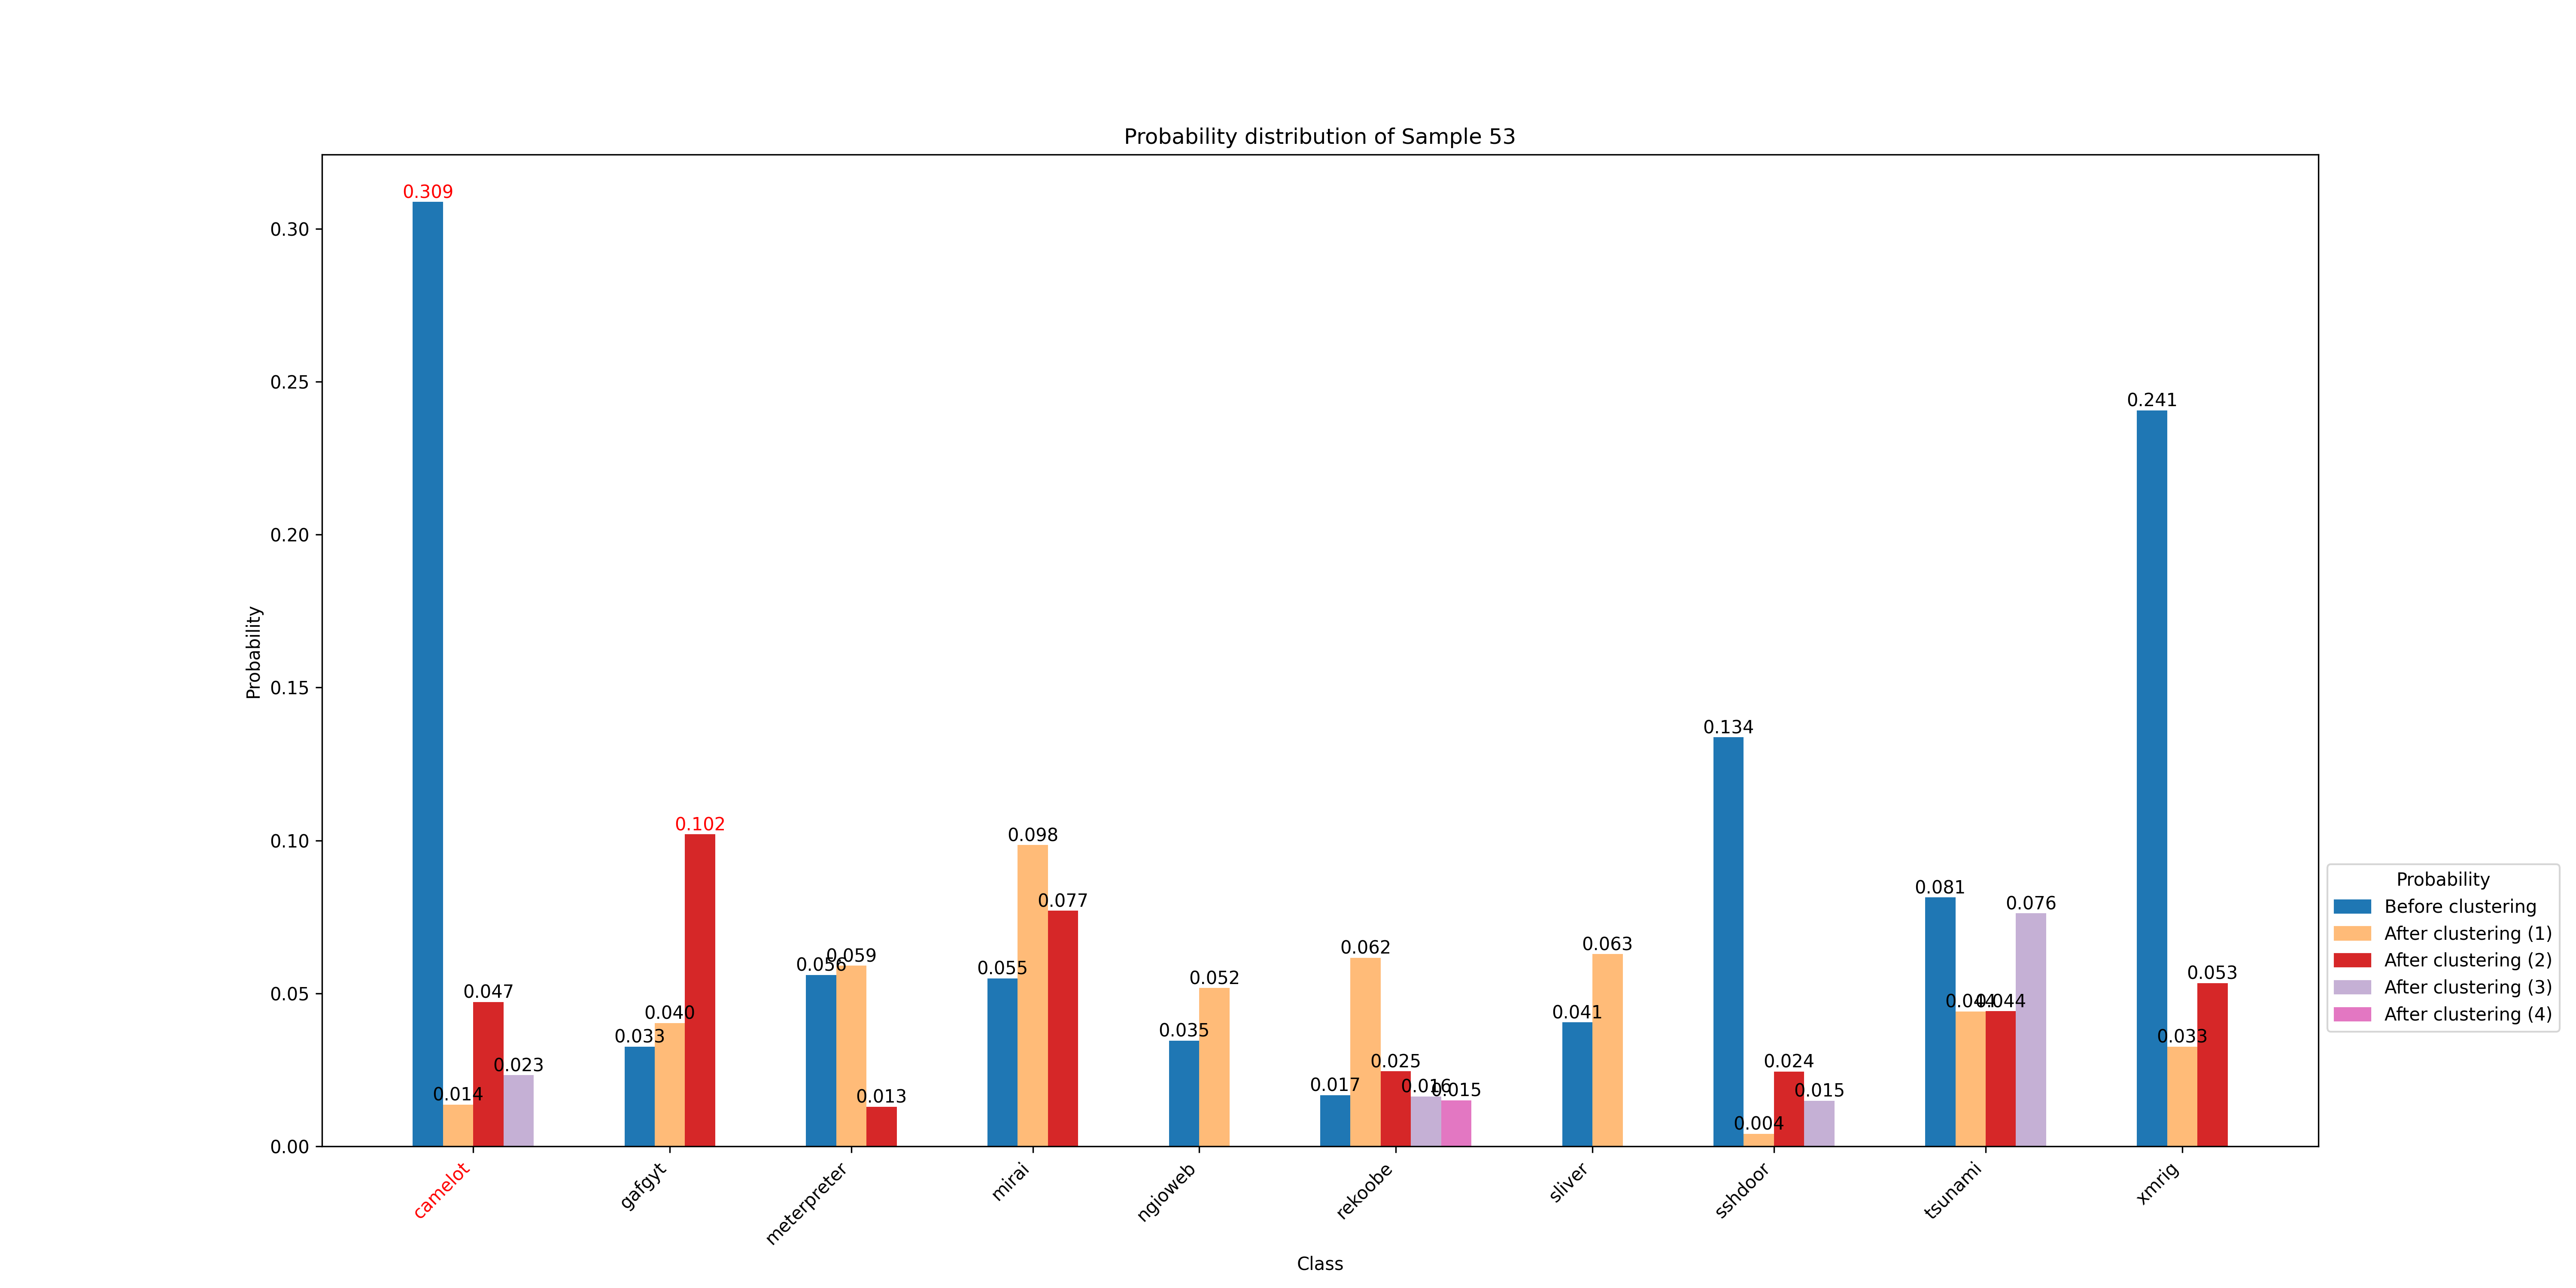 Probability distribution of Sample 53
Probability
0.30
0.25
0.20
0.15
0.10
0.05
0.00
0.309
0.014
0.047
0.023
0.033
0.040
0.102
0.056
0.059
0.013
0.055
0.098
0.077
0.035
0.052
0.017
0.062
0.025
0.016
0.015
0.041
0.063
0.134
0.004
0.024
0.015
0.081
0.044
0.044
0.076
0.241
0.033
0.053
camelot
gafgyt
meterpreter
mirai
ngioweb
rekoobe
sliver
sshdoor
tsunami
xmrig
Class
Probability
Before clustering
After clustering (1)
After clustering (2)
After clustering (3)
After clustering (4)